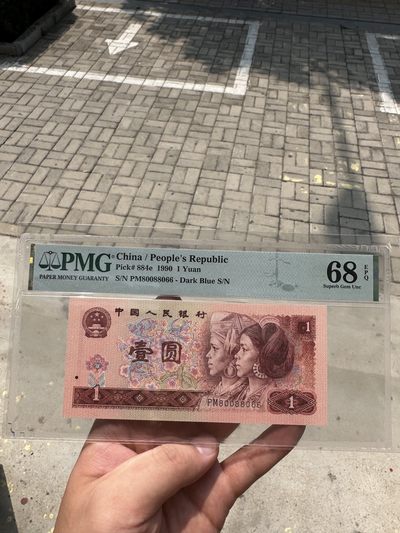 PMG
PAPER MONEY GUARANTY
China / People's Republic
Pick# 884e 1990 1 Yuan
S/N PM80088066 - Dark Blue S/N
68 EPQ
Superb Gem Unc
中国人民银行
1
壹圆
PM80088066
1
1